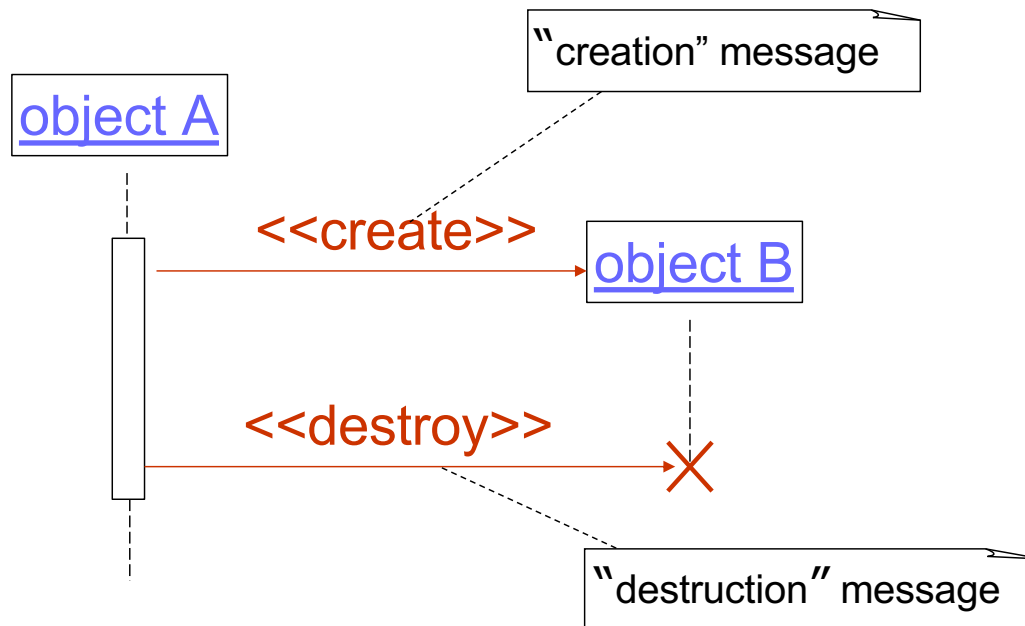 “creation” message
object A
<<create>>
object B
<<destroy>>
“destruction” message